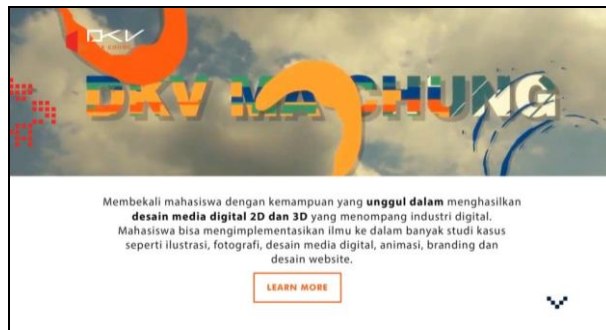 DKV
DKV MA CHUNG
Membekali mahasiswa dengan kemampuan yang unggul dalam menghasilkan
desain media digital 2D dan 3D yang menompang industri digital.
Mahasiswa bisa mengimplementasikan ilmu ke dalam banyak studi kasus
seperti ilustrasi, fotografi, desain media digital, animasi, branding dan
desain website.
LEARN MORE